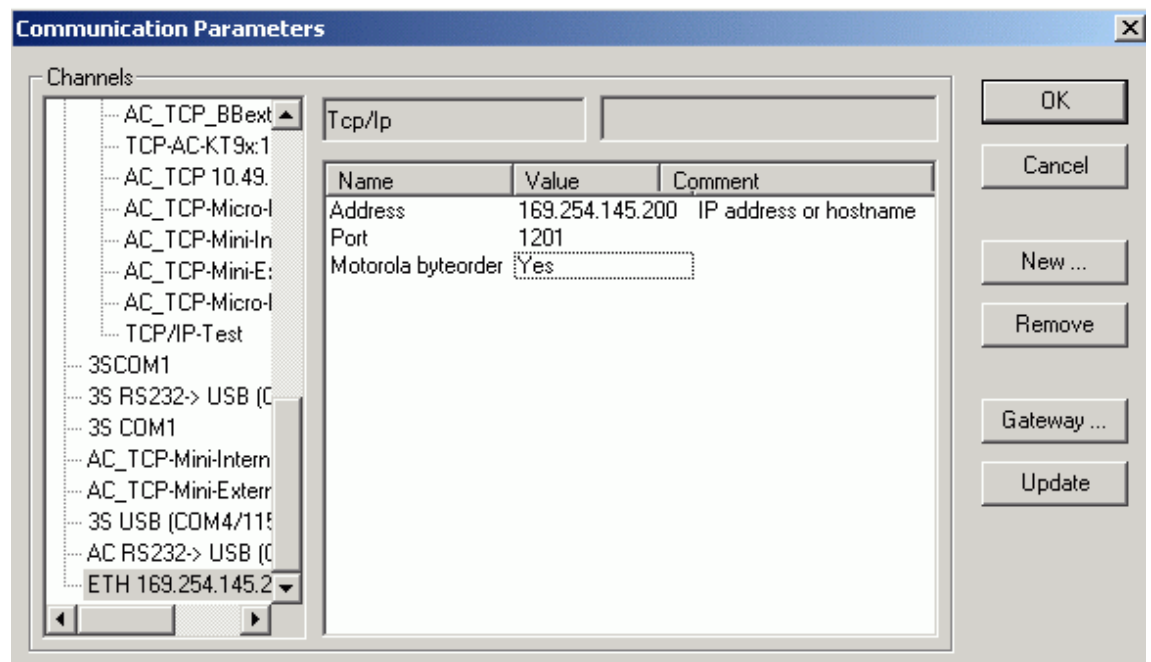 Communication Parameters
Channels
AC_TCP_BBext
TCP-AC-KT9x:1
AC_TCP 10.49.
AC_TCP-Micro-I
AC_TCP-Mini-In
AC_TCP-Mini-E:
AC_TCP-Micro-I
TCP/IP-Test
3SCOM1
3S RS232-> USB (C
3S COM1
AC_TCP-Mini-Intern
AC_TCP-Mini-Extern
3S USB (COM4/115
AC RS232-> USB (C
ETH 169.254.145.2
Tcp/Ip
Name Value Comment
Address 169.254.145.200 IP address or hostname
Port 1201
Motorola byteorder Yes
OK
Cancel
New ...
Remove
Gateway ...
Update